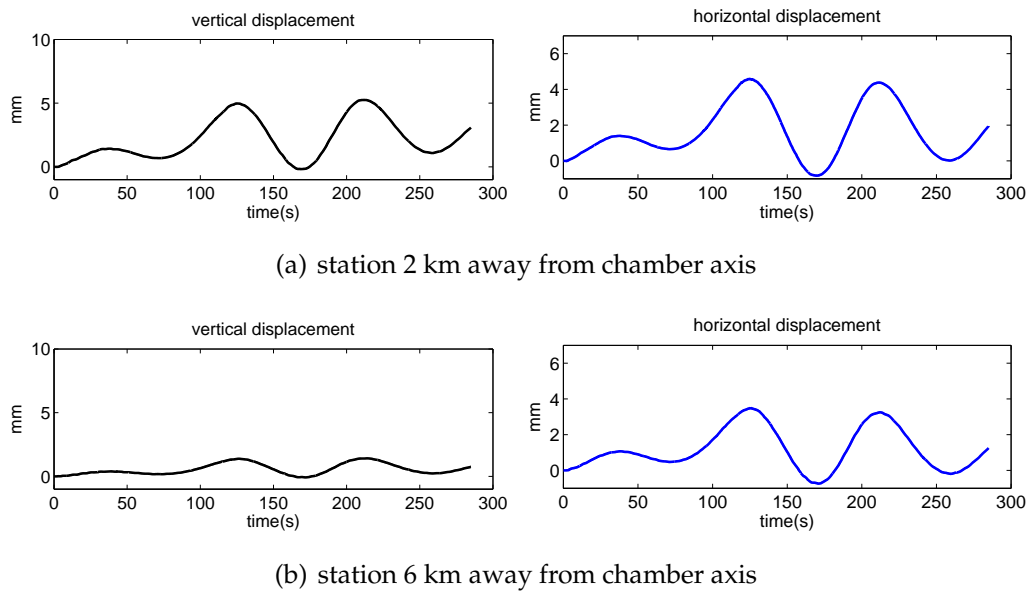 vertical displacement
10
5
0
mm
0 50 100 150 200 250 300
time(s)
horizontal displacement
6
4
2
0
mm
0 50 100 150 200 250 300
time(s)
(a) station 2 km away from chamber axis
vertical displacement
10
5
0
mm
0 50 100 150 200 250 300
time(s)
horizontal displacement
6
4
2
0
mm
0 50 100 150 200 250 300
time(s)
(b) station 6 km away from chamber axis